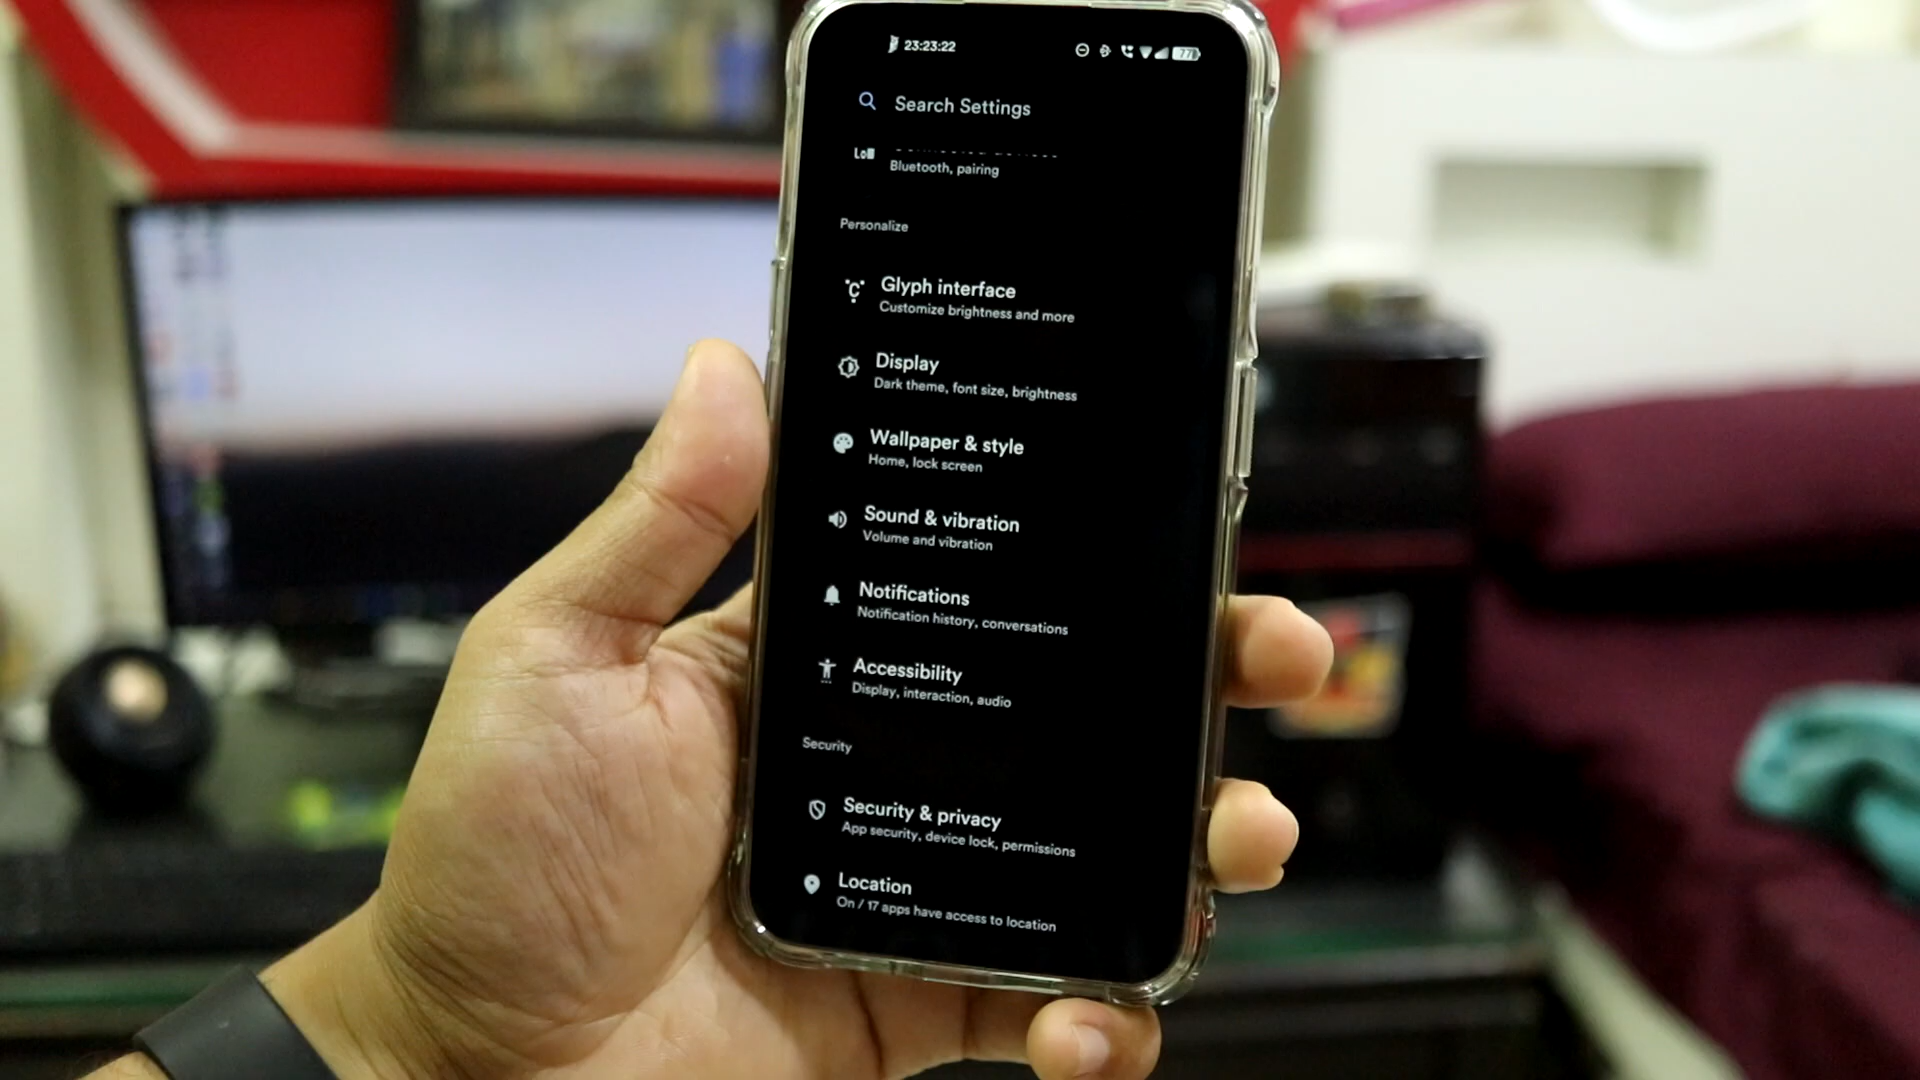 23:23:22
77
Search Settings
Bluetooth, pairing
Personalize
Glyph interface
Customize brightness and more
Display
Dark theme, font size, brightness
Wallpaper & style
Home, lock screen
Sound & vibration
Volume and vibration
Notifications
Notification history, conversations
Accessibility
Display, interaction, audio
Security
Security & privacy
App security, device lock, permissions
Location
On / 17 apps have access to location